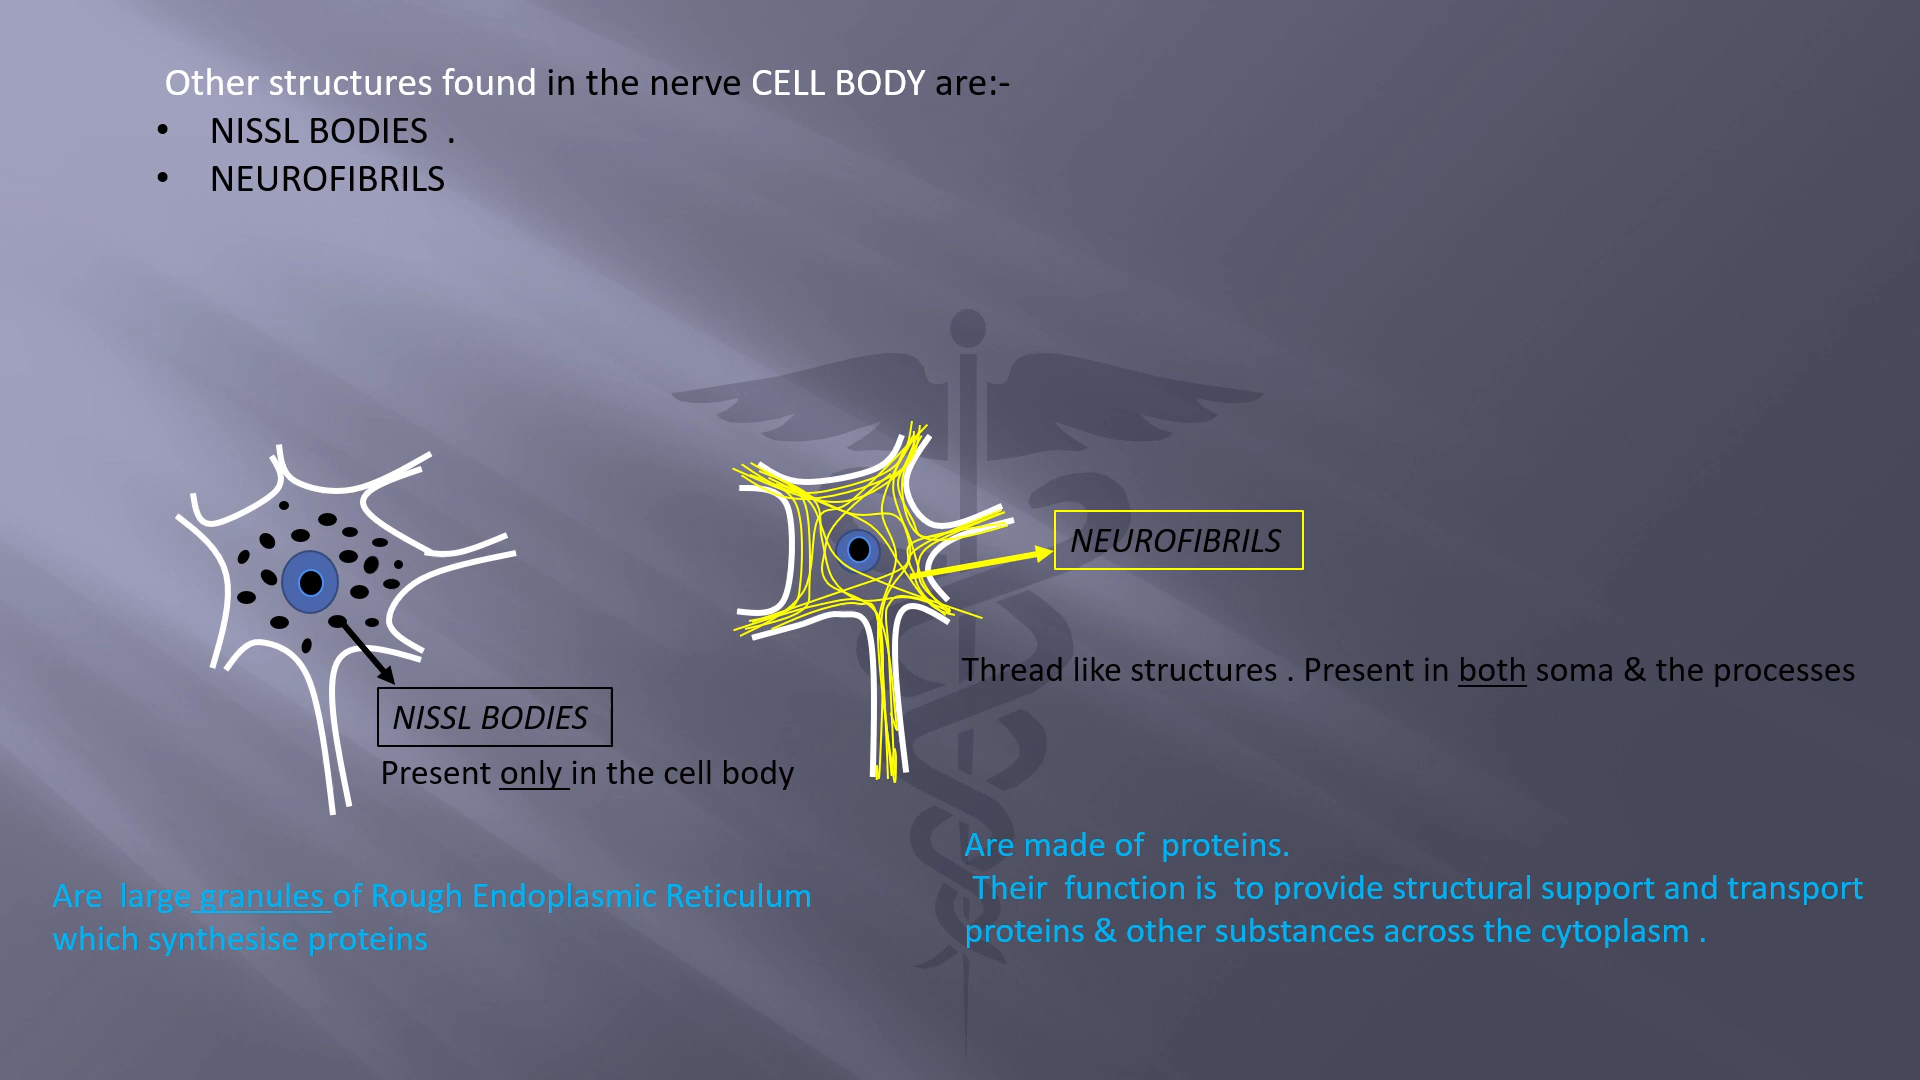 Other structures found in the nerve CELL BODY are:-
• NISSL BODIES .
• NEUROFIBRILS
NEUROFIBRILS
Thread like structures . Present in both soma & the processes
NISSL BODIES
Present only in the cell body
Are made of proteins.
Their function is to provide structural support and transport
proteins & other substances across the cytoplasm .
Are large granules of Rough Endoplasmic Reticulum
which synthesise proteins